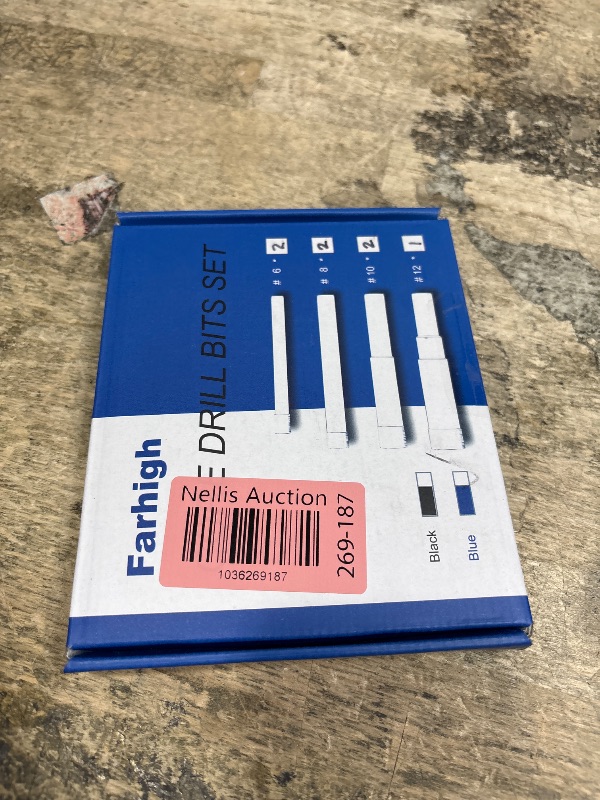 Farhigh
E DRILL BITS SET
# 6 * 2
# 8 * 2
# 10 * 2
# 12 * 1
Black
Blue
Nellis Auction
1036269187
269-187